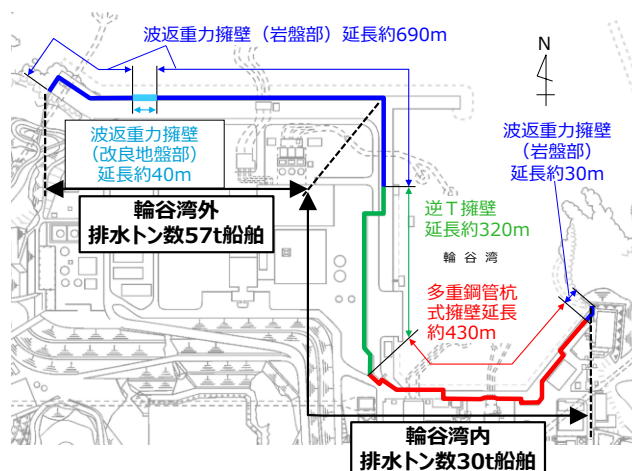 波返重力擁壁（岩盤部）延長約690m
N
波返重力擁壁
（改良地盤部）
延長約40m
波返重力擁壁
（岩盤部）
延長約30m
輪谷湾外
排水トン数57t船舶
逆T擁壁
延長約320m
輪谷湾
多重鋼管杭
式擁壁延長
約430m
輪谷湾内
排水トン数30t船舶